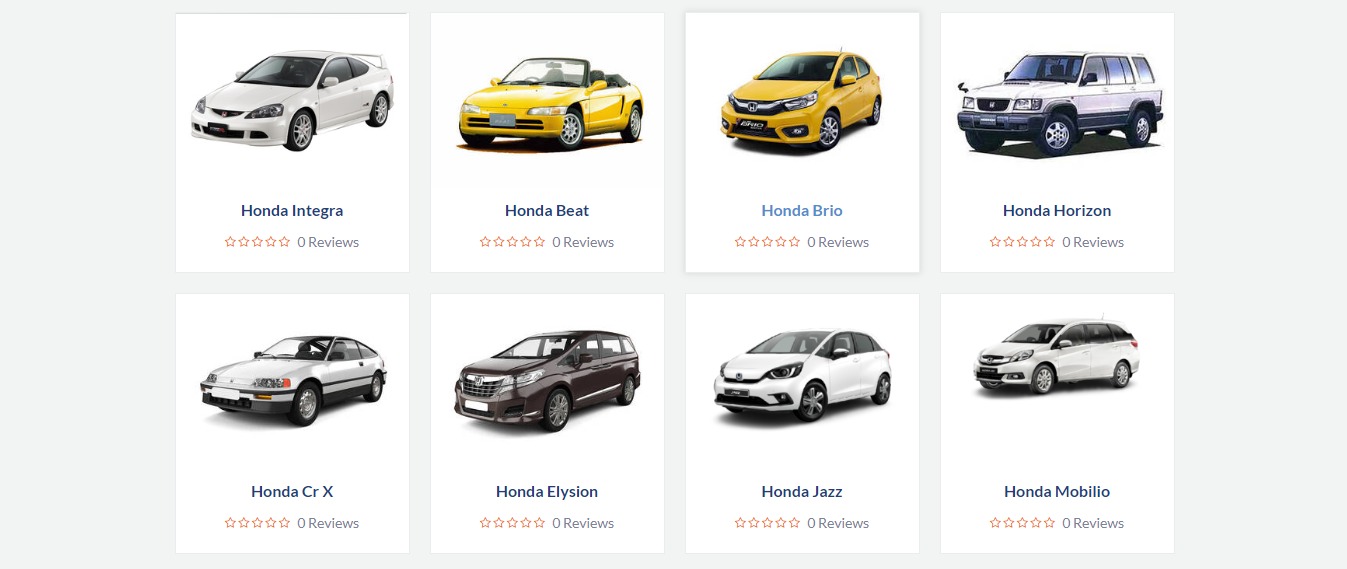 Honda Integra
0 Reviews
Honda Beat
0 Reviews
Honda Brio
0 Reviews
Honda Horizon
0 Reviews
Honda Cr X
0 Reviews
Honda Elysion
0 Reviews
Honda Jazz
0 Reviews
Honda Mobilio
0 Reviews